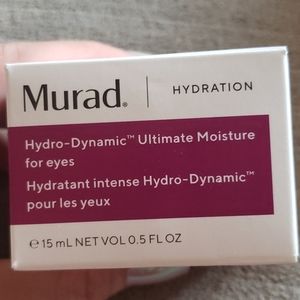 Murad. HYDRATION
Hydro-Dynamic™ Ultimate Moisture
for eyes
Hydratant intense Hydro-Dynamic™
pour les yeux
℮ 15 mL NET VOL 0.5 FL OZ